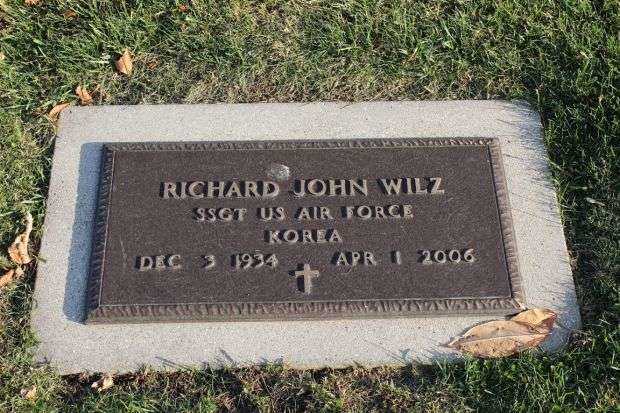 RICHARD JOHN WILZ
SSGT US AIR FORCE
KOREA
DEC 3 1934 APR 1 2006